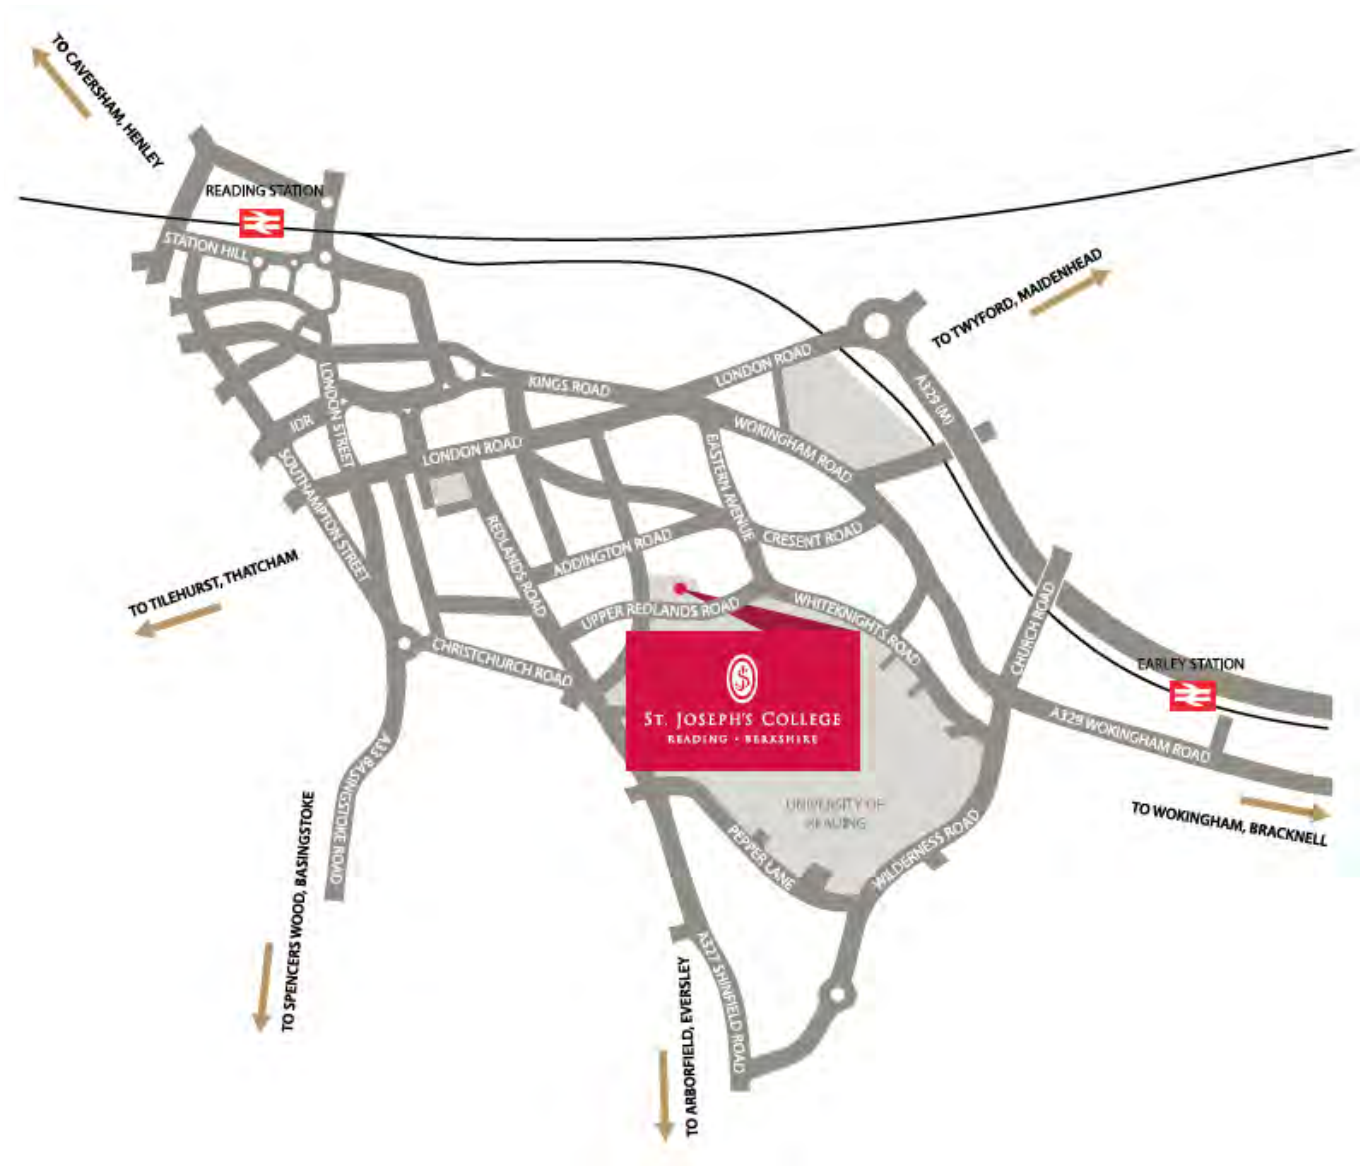 TO CAVERSHAM, HENLEY
READING STATION
STATION HILL
TO TWYFORD, MAIDENHEAD
LONDON ROAD
KINGS ROAD
A329 (M)
LONDON STREET
IDR
WOKINGHAM ROAD
LONDON ROAD
EASTERN AVENUE
SOUTHAMPTON STREET
REDLANDS ROAD
CRESENT ROAD
ADDINGTON ROAD
TO TILEHURST, THATCHAM
UPPER REDLANDS ROAD
WHITEKNIGHTS ROAD
CHURCH ROAD
CHRISTCHURCH ROAD
EARLEY STATION
ST. JOSEPH'S COLLEGE
READING • BERKSHIRE
A329 WOKINGHAM ROAD
A33 BASINGSTOKE ROAD
UNIVERSITY OF
READING
TO WOKINGHAM, BRACKNELL
PEPPER LANE
WILDERNESS ROAD
TO SPENCERS WOOD, BASINGSTOKE
A327 SHINFIELD ROAD
TO ARBORFIELD, EVERSLEY